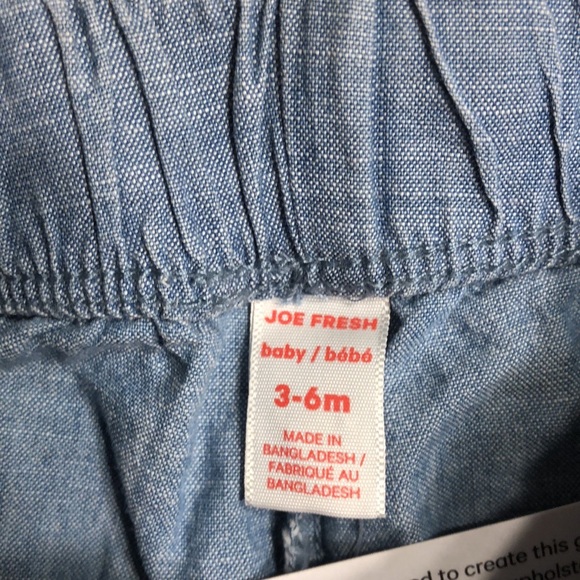 JOE FRESH
baby / bébé
3-6m
MADE IN
BANGLADESH /
FABRIQUÉ AU
BANGLADESH
to create this